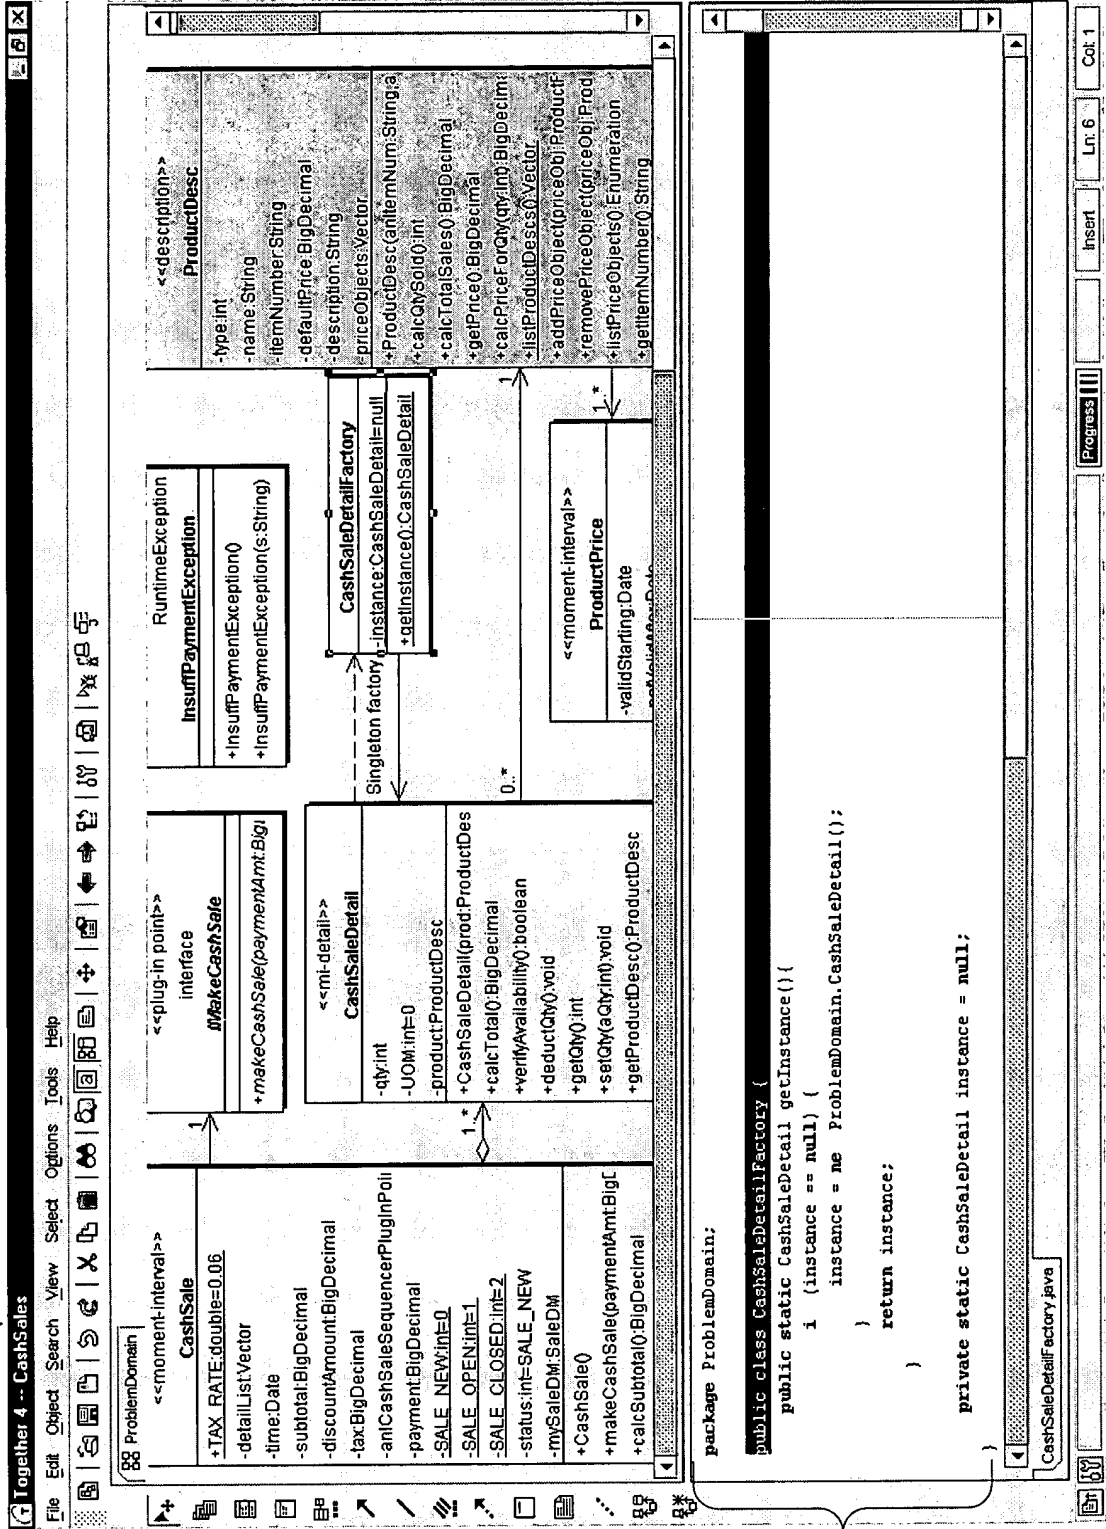 Together 4 -- CashSales
File Edit Object Search View Select Options Tools Help
ProblemDomain
<<moment-interval>>
CashSale
+TAX_RATE:double=0.06
-detailList:Vector
-time:Date
-subtotal:BigDecimal
-discountAmount:BigDecimal
-tax:BigDecimal
-anICashSaleSequencerPlugInPoin
-payment:BigDecimal
-SALE_NEW:int=0
-SALE_OPEN:int=1
-SALE_CLOSED:int=2
-status:int=SALE_NEW
-mySaleDM:SaleDM
+CashSale()
+makeCashSale(paymentAmt:BigD
+calcSubtotal():BigDecimal
1
1..*
<<plug-in point>>
interface
IMakeCashSale
+makeCashSale(paymentAmt:BigI
<<mi-detail>>
CashSaleDetail
-qty:int
-UOM:int=0
-product:ProductDesc
+CashSaleDetail(prod:ProductDes
+calcTotal():BigDecimal
+verifyAvailability():boolean
+deductQty():void
+getQty():int
+setQty(aQty:int):void
+getProductDesc():ProductDesc
RuntimeException
InsuffPaymentException
+InsuffPaymentException()
+InsuffPaymentException(s:String)
Singleton factory
0..*
1
CashSaleDetailFactory
-instance:CashSaleDetail=null
+getInstance():CashSaleDetail
<<moment-interval>>
ProductPrice
-validStarting:Date
1..*
<<description>>
ProductDesc
-type:int
-name:String
-itemNumber:String
-defaultPrice:BigDecimal
-description:String
-priceObjects:Vector
+ProductDesc(anItemNum:String,a
+calcQtySold():int
+calcTotalSales():BigDecimal
+getPrice():BigDecimal
+calcPriceForQty(qty:int):BigDecim
+listProductDescs():Vector
+addPriceObject(priceObj:ProductF
+removePriceObject(priceObj:Prod
+listPriceObjects():Enumeration
+getItemNumber():String
package ProblemDomain;
public class CashSaleDetailFactory {
public static CashSaleDetail getInstance(){
i (instance == null) {
instance = ne ProblemDomain.CashSaleDetail();
}
return instance;
}
private static CashSaleDetail instance = null;
}
CashSaleDetailFactory.java
Progress Insert Ln: 6 Col: 1